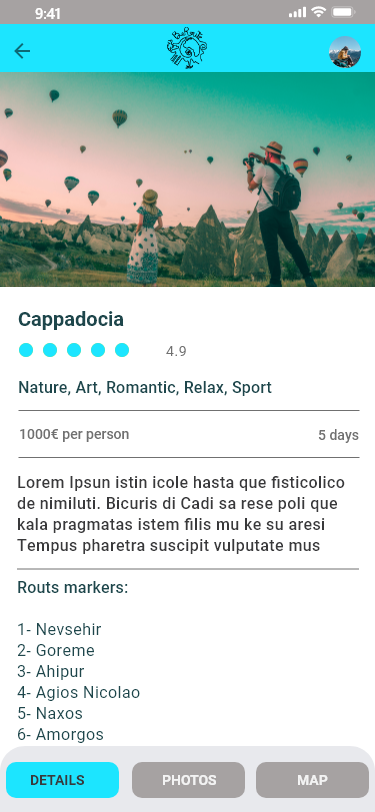 9:41
Cappadocia
4.9
Nature, Art, Romantic, Relax, Sport
1000€ per person
5 days
Lorem Ipsun istin icole hasta que fisticolico
de nimiluti. Bicuris di Cadi sa rese poli que
kala pragmatas istem filis mu ke su aresi
Tempus pharetra suscipit vulputate mus
Routs markers:
1- Nevsehir
2- Goreme
3- Ahipur
4- Agios Nicolao
5- Naxos
6- Amorgos
DETAILS
PHOTOS
MAP